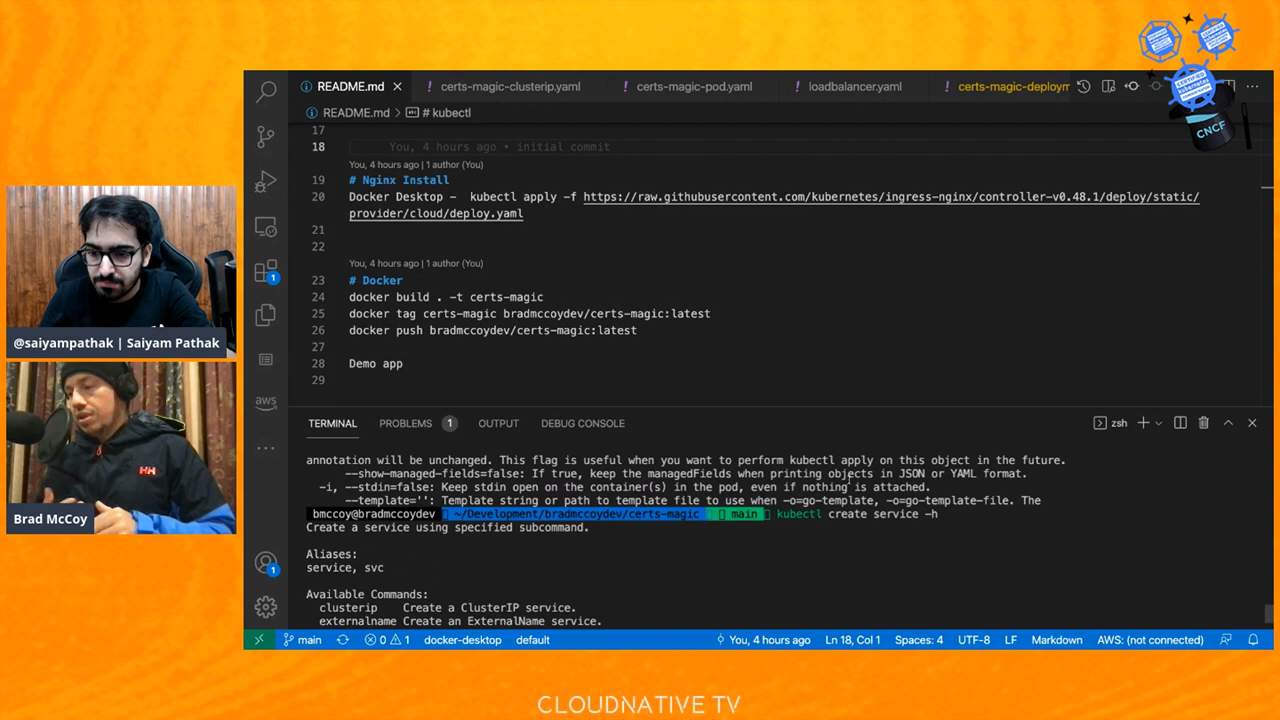 CNCF
README.md
certs-magic-clusterip.yaml
certs-magic-pod.yaml
loadbalancer.yaml
certs-magic-deploym
README.md > # kubectl
17
18 You, 4 hours ago • initial commit
You, 4 hours ago | 1 author (You)
19 # Nginx Install
20 Docker Desktop - kubectl apply -f https://raw.githubusercontent.com/kubernetes/ingress-nginx/controller-v0.48.1/deploy/static/
provider/cloud/deploy.yaml
21
22
You, 4 hours ago | 1 author (You)
23 # Docker
24 docker build . -t certs-magic
25 docker tag certs-magic bradmccoydev/certs-magic:latest
26 docker push bradmccoydev/certs-magic:latest
27
28 Demo app
29
@saiyampathak | Saiyam Pathak
HH
Brad McCoy
aws
1
1
TERMINAL PROBLEMS 1 OUTPUT DEBUG CONSOLE zsh
annotation will be unchanged. This flag is useful when you want to perform kubectl apply on this object in the future.
--show-managed-fields=false: If true, keep the managedFields when printing objects in JSON or YAML format.
-i, --stdin=false: Keep stdin open on the container(s) in the pod, even if nothing is attached.
--template='': Template string or path to template file to use when -o=go-template, -o=go-template-file. The
bmccoy@bradmccoydev ~/Development/bradmccoydev/certs-magic main kubectl create service -h
Create a service using specified subcommand.
Aliases:
service, svc
Available Commands:
clusterip Create a ClusterIP service.
externalname Create an ExternalName service.
main 0 1 docker-desktop default You, 4 hours ago Ln 18, Col 1 Spaces: 4 UTF-8 LF Markdown AWS: (not connected)
CLOUDNATIVE TV